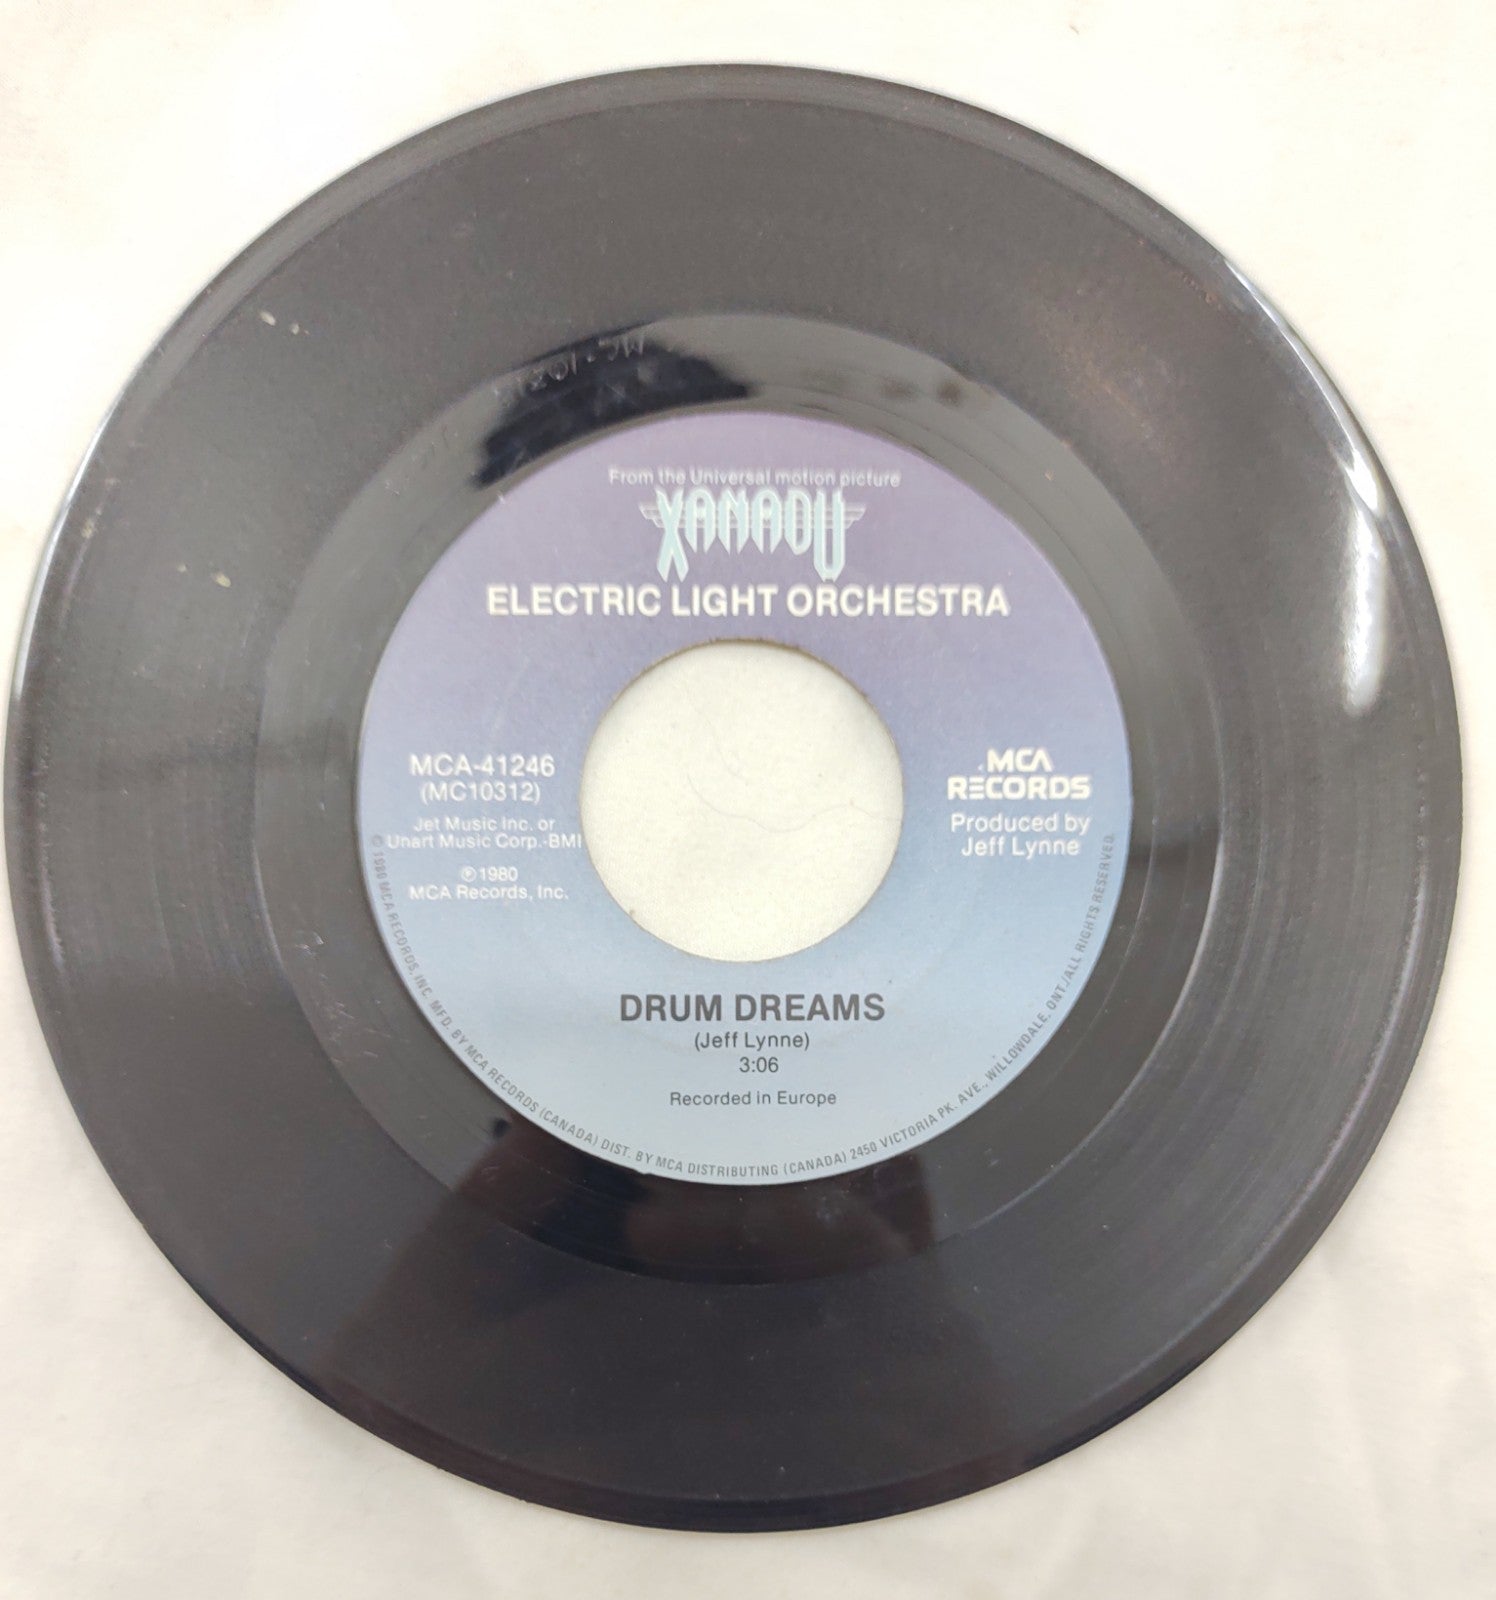 From the Universal motion picture
XANADU
ELECTRIC LIGHT ORCHESTRA
MCA-41246
(MC10312)
Jet Music Inc. or
Unart Music Corp.-BMI
℗1980
MCA Records, Inc.
MCA
RECORDS
Produced by
Jeff Lynne
DRUM DREAMS
(Jeff Lynne)
3:06
Recorded in Europe
© 1980 MCA RECORDS, INC. MFD. BY MCA RECORDS (CANADA) DIST. BY MCA DISTRIBUTING (CANADA) 2450 VICTORIA PK. AVE., WILLOWDALE, ONT./ALL RIGHTS RESERVED.